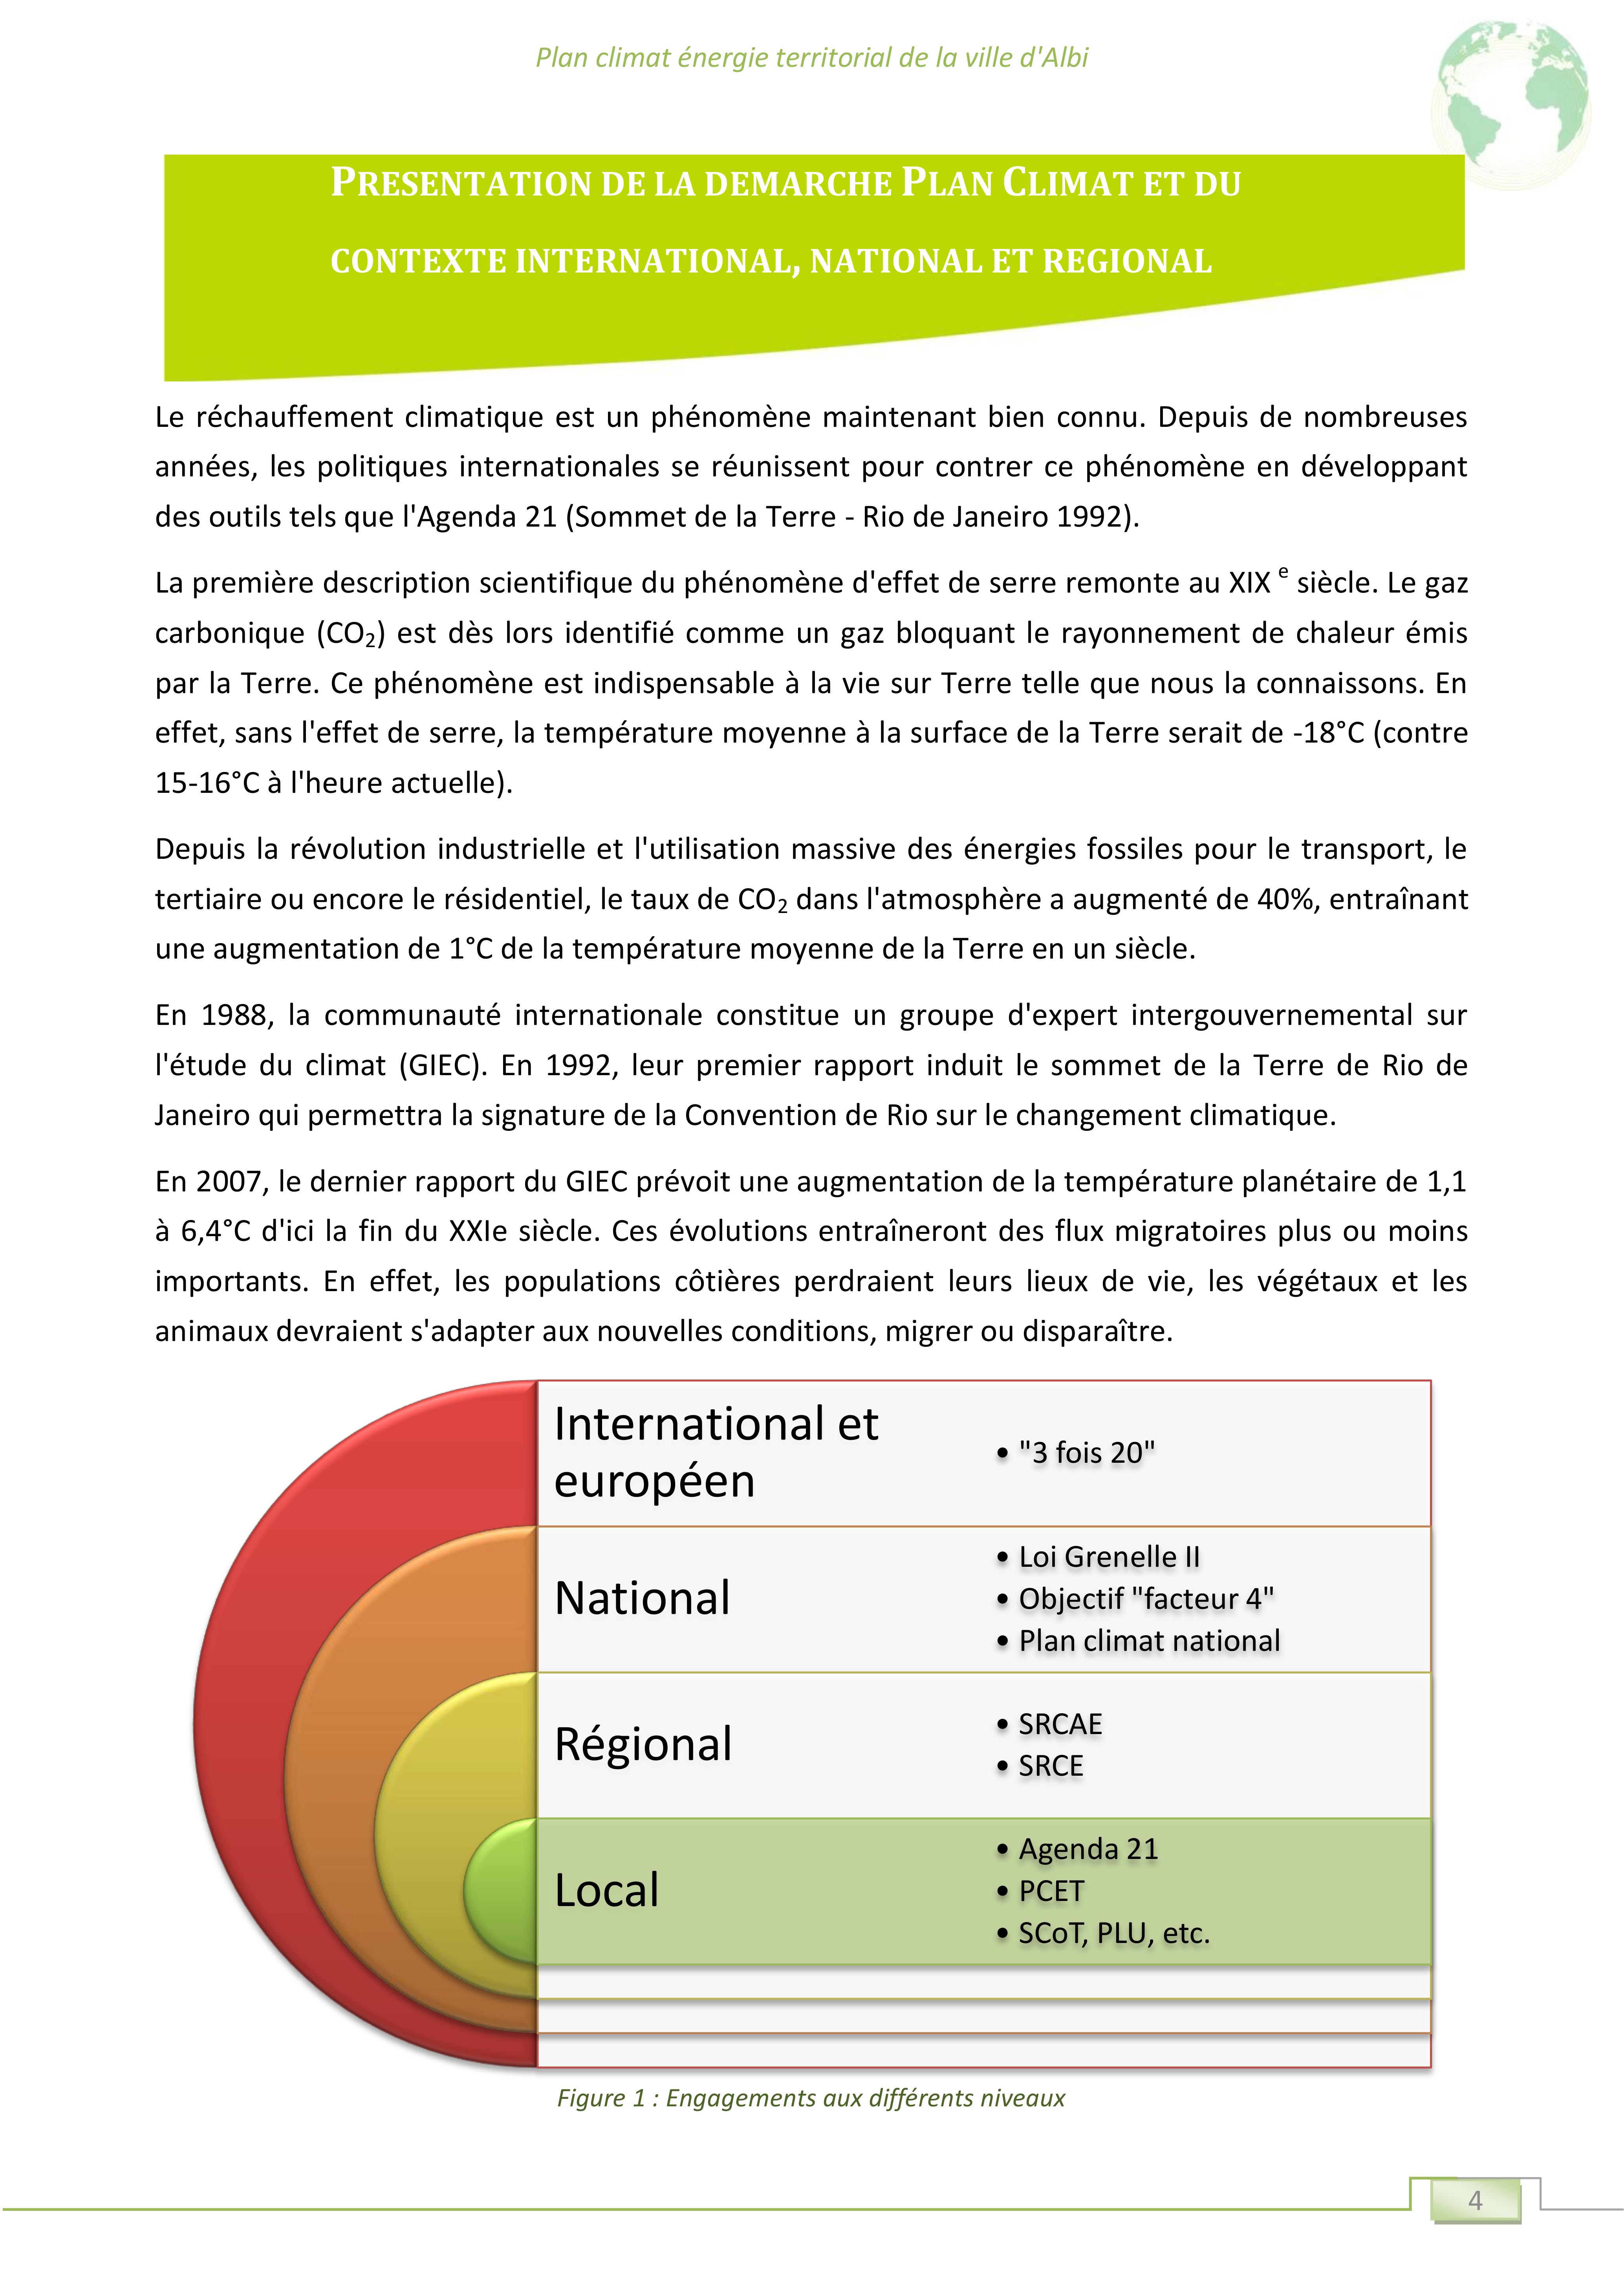 Plan climat énergie territorial de la ville d'Albi
PRESENTATION DE LA DEMARCHE PLAN CLIMAT ET DU
CONTEXTE INTERNATIONAL, NATIONAL ET REGIONAL
Le réchauffement climatique est un phénomène maintenant bien connu. Depuis de nombreuses
années, les politiques internationales se réunissent pour contrer ce phénomène en développant
des outils tels que l'Agenda 21 (Sommet de la Terre - Rio de Janeiro 1992).
La première description scientifique du phénomène d'effet de serre remonte au XIX e siècle. Le gaz
carbonique (CO2) est dès lors identifié comme un gaz bloquant le rayonnement de chaleur émis
par la Terre. Ce phénomène est indispensable à la vie sur Terre telle que nous la connaissons. En
effet, sans l'effet de serre, la température moyenne à la surface de la Terre serait de -18°C (contre
15-16°C à l'heure actuelle).
Depuis la révolution industrielle et l'utilisation massive des énergies fossiles pour le transport, le
tertiaire ou encore le résidentiel, le taux de CO2 dans l'atmosphère a augmenté de 40%, entraînant
une augmentation de 1°C de la température moyenne de la Terre en un siècle.
En 1988, la communauté internationale constitue un groupe d'expert intergouvernemental sur
l'étude du climat (GIEC). En 1992, leur premier rapport induit le sommet de la Terre de Rio de
Janeiro qui permettra la signature de la Convention de Rio sur le changement climatique.
En 2007, le dernier rapport du GIEC prévoit une augmentation de la température planétaire de 1,1
à 6,4°C d'ici la fin du XXIe siècle. Ces évolutions entraîneront des flux migratoires plus ou moins
importants. En effet, les populations côtières perdraient leurs lieux de vie, les végétaux et les
animaux devraient s'adapter aux nouvelles conditions, migrer ou disparaître.
International et
européen
• "3 fois 20"
National
• Loi Grenelle II
• Objectif "facteur 4"
• Plan climat national
Régional
• SRCAE
• SRCE
Local
• Agenda 21
• PCET
• SCoT, PLU, etc.
Figure 1 : Engagements aux différents niveaux
4